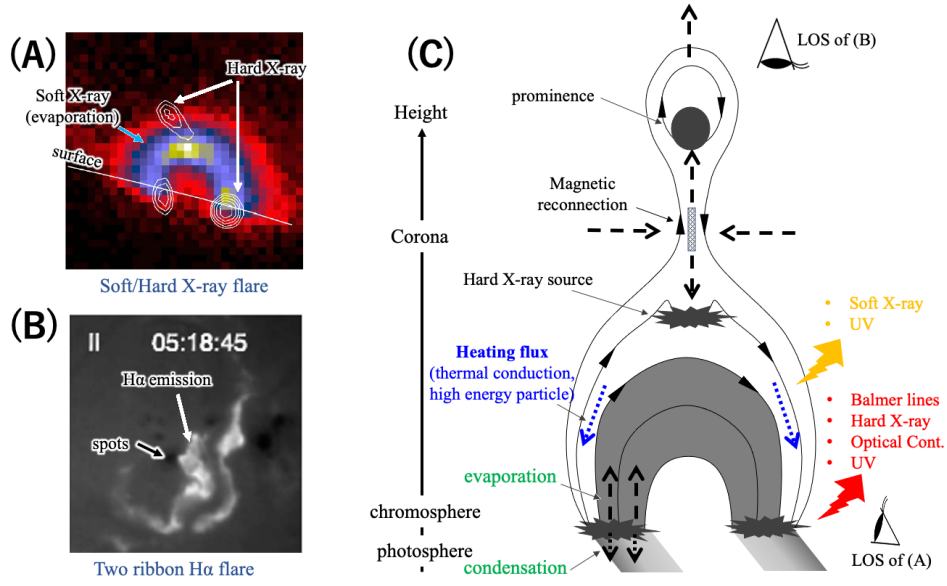 (A)
Hard X-ray
Soft X-ray
(evaporation)
surface
Soft/Hard X-ray flare
(B)
II 05:18:45
Hα emission
spots
Two ribbon Hα flare
(C)
LOS of (B)
Height
prominence
Magnetic
reconnection
Corona
Hard X-ray source
• Soft X-ray
• UV
Heating flux
(thermal conduction,
high energy particle)
• Balmer lines
• Hard X-ray
• Optical Cont.
• UV
evaporation
chromosphere
photosphere
condensation
LOS of (A)